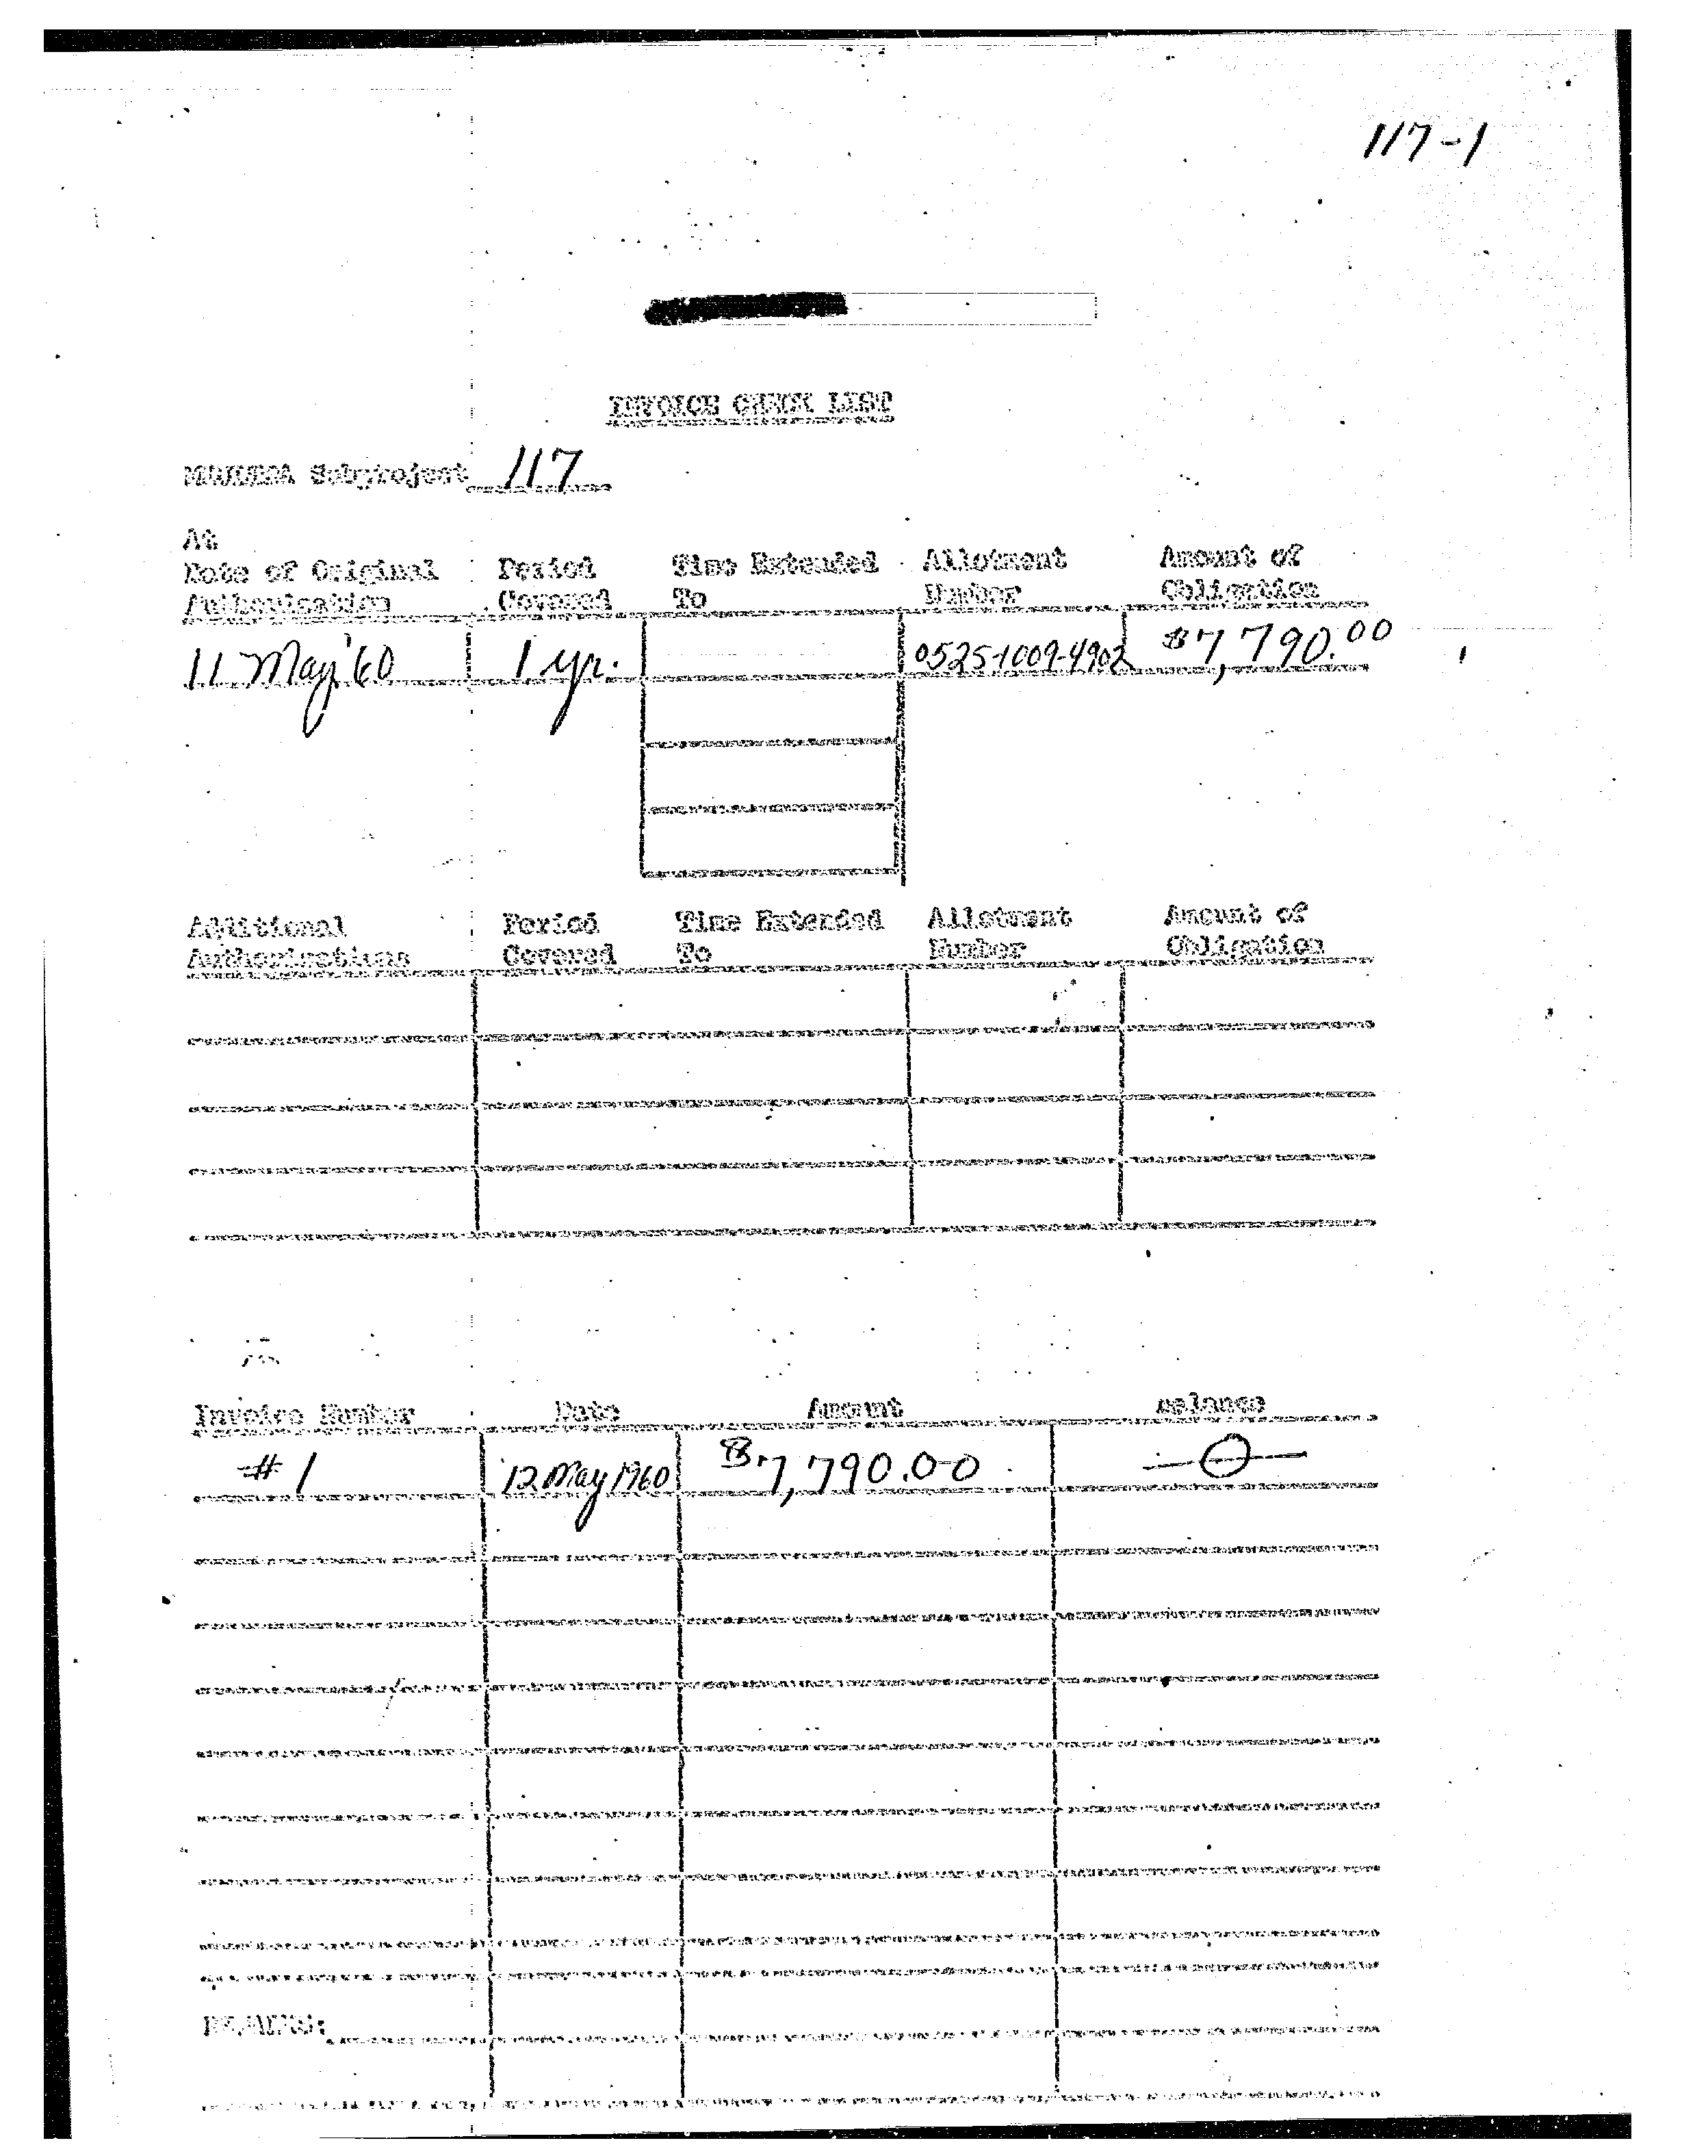 117-1
INVOICE CHECK LIST
MKULTRA Subproject 117
A:
Date of Original Period Time Extended Allotment Amount of
Authorization Covered To Number Obligation
11 May '60 1 yr. 0525-1009-4902 $7,790.00
Additional Period Time Extended Allotment Amount of
Authorizations Covered To Number Obligation
Invoice Number Date Amount Balance
# 1 12 May 1960 $7,790.00 —0—
REMARKS: